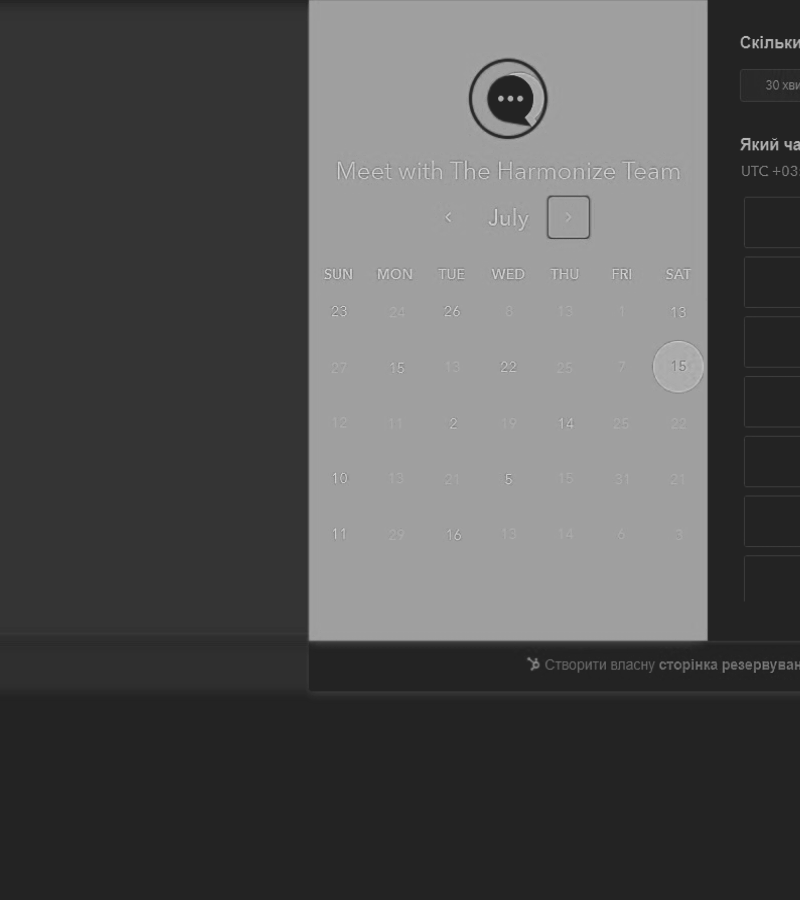 Meet with The Harmonize Team
July
SUN MON TUE WED THU FRI SAT
23 24 26 8 13 1 13
27 15 13 22 25 7 15
12 11 2 19 14 25 22
10 13 21 5 15 31 21
11 29 16 13 14 6 3
Скільки
30 хви
Який ча
UTC +03:
Створити власну сторінка резервуван